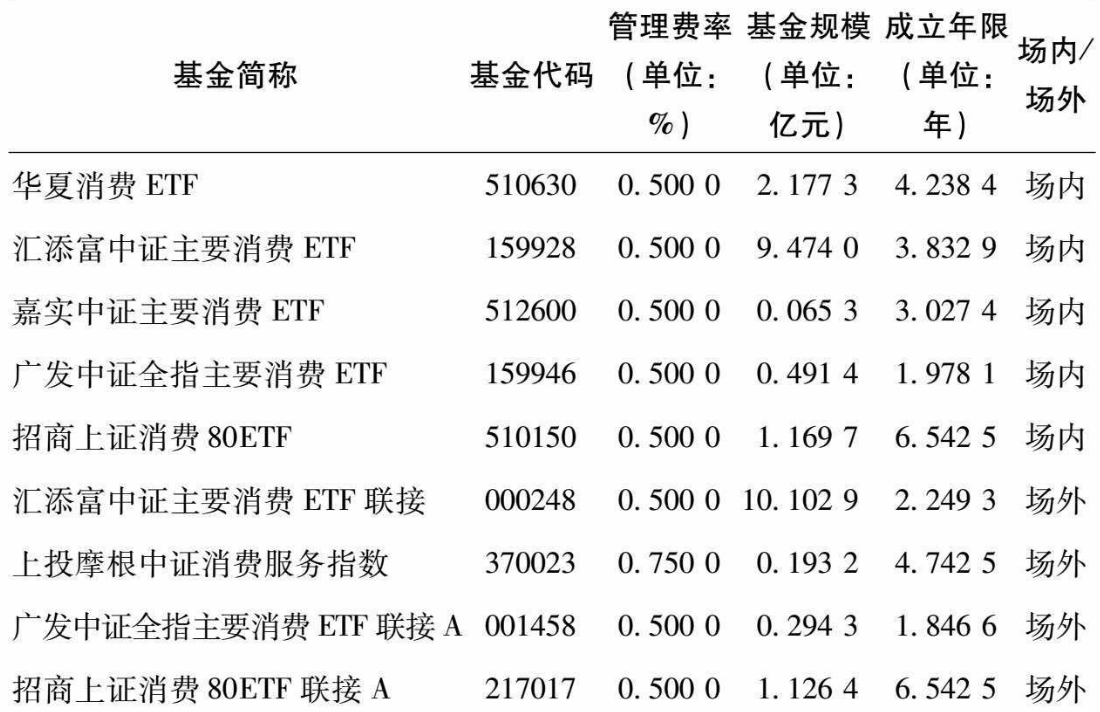 基金简称 基金代码 管理费率(单位:%) 基金规模(单位:亿元) 成立年限(单位:年) 场内/场外
华夏消费 ETF 510630 0.500 0 2.177 3 4.238 4 场内
汇添富中证主要消费 ETF 159928 0.500 0 9.474 0 3.832 9 场内
嘉实中证主要消费 ETF 512600 0.500 0 0.065 3 3.027 4 场内
广发中证全指主要消费 ETF 159946 0.500 0 0.491 4 1.978 1 场内
招商上证消费 80ETF 510150 0.500 0 1.169 7 6.542 5 场内
汇添富中证主要消费 ETF 联接 000248 0.500 0 10.102 9 2.249 3 场外
上投摩根中证消费服务指数 370023 0.750 0 0.193 2 4.742 5 场外
广发中证全指主要消费 ETF 联接 A 001458 0.500 0 0.294 3 1.846 6 场外
招商上证消费 80ETF 联接 A 217017 0.500 0 1.126 4 6.542 5 场外